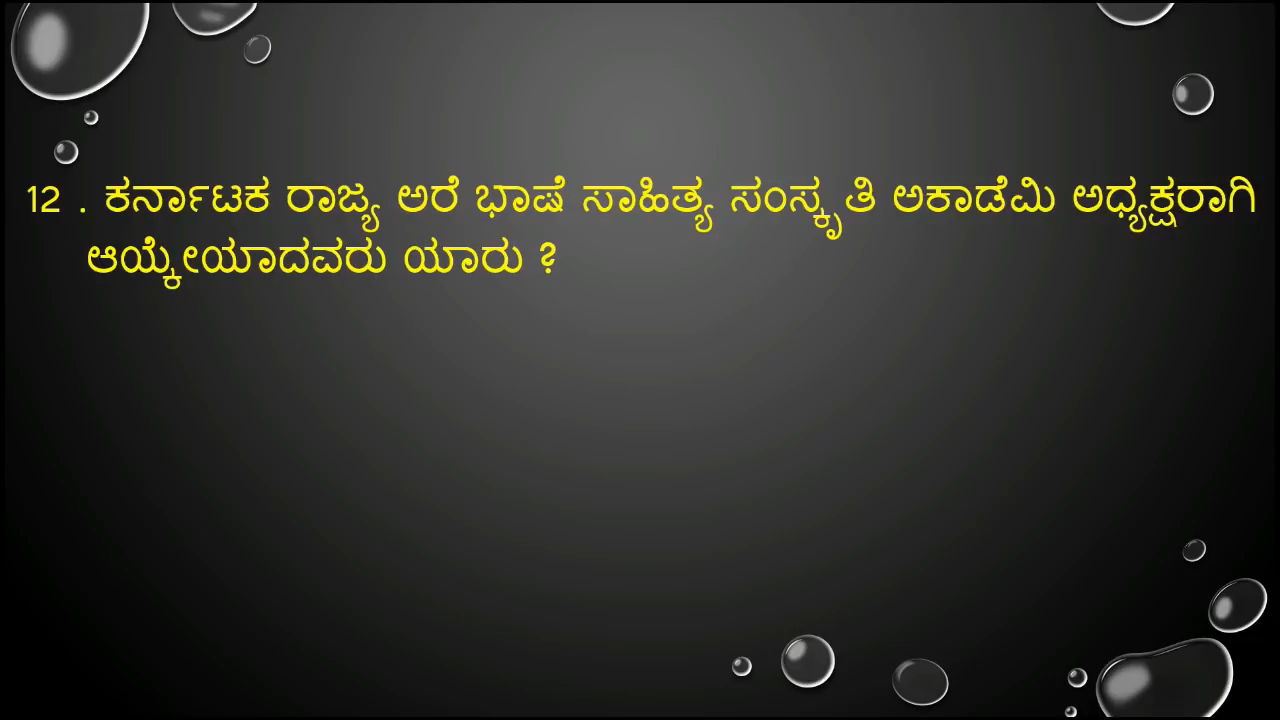 12 . ಕರ್ನಾಟಕ ರಾಜ್ಯ ಅರೆ ಭಾಷೆ ಸಾಹಿತ್ಯ ಸಂಸ್ಕೃತಿ ಅಕಾಡೆಮಿ ಅಧ್ಯಕ್ಷರಾಗಿ
ಆಯ್ಕೇಯಾದವರು ಯಾರು ?